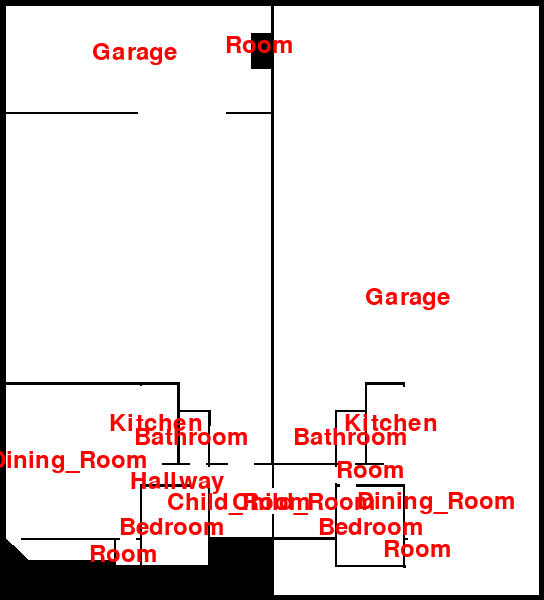 Garage
Room
Garage
Kitchen
Kitchen
Bathroom
Bathroom
Dining_Room
Room
Hallway
Child_Room
Child_Room
Dining_Room
Bedroom
Bedroom
Room
Room